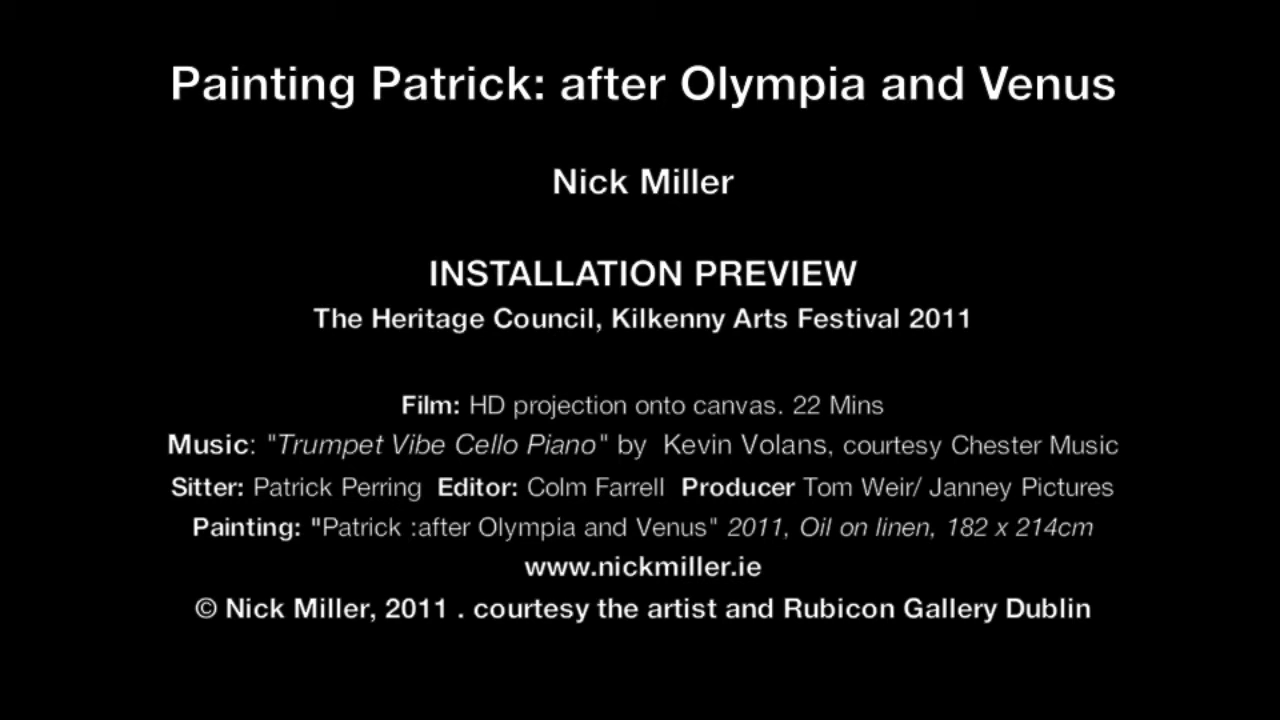 Painting Patrick: after Olympia and Venus
Nick Miller
INSTALLATION PREVIEW
The Heritage Council, Kilkenny Arts Festival 2011
Film: HD projection onto canvas. 22 Mins
Music: "Trumpet Vibe Cello Piano" by Kevin Volans, courtesy Chester Music
Sitter: Patrick Perring Editor: Colm Farrell Producer Tom Weir/ Janney Pictures
Painting: "Patrick :after Olympia and Venus" 2011, Oil on linen, 182 x 214cm
www.nickmiller.ie
© Nick Miller, 2011 . courtesy the artist and Rubicon Gallery Dublin